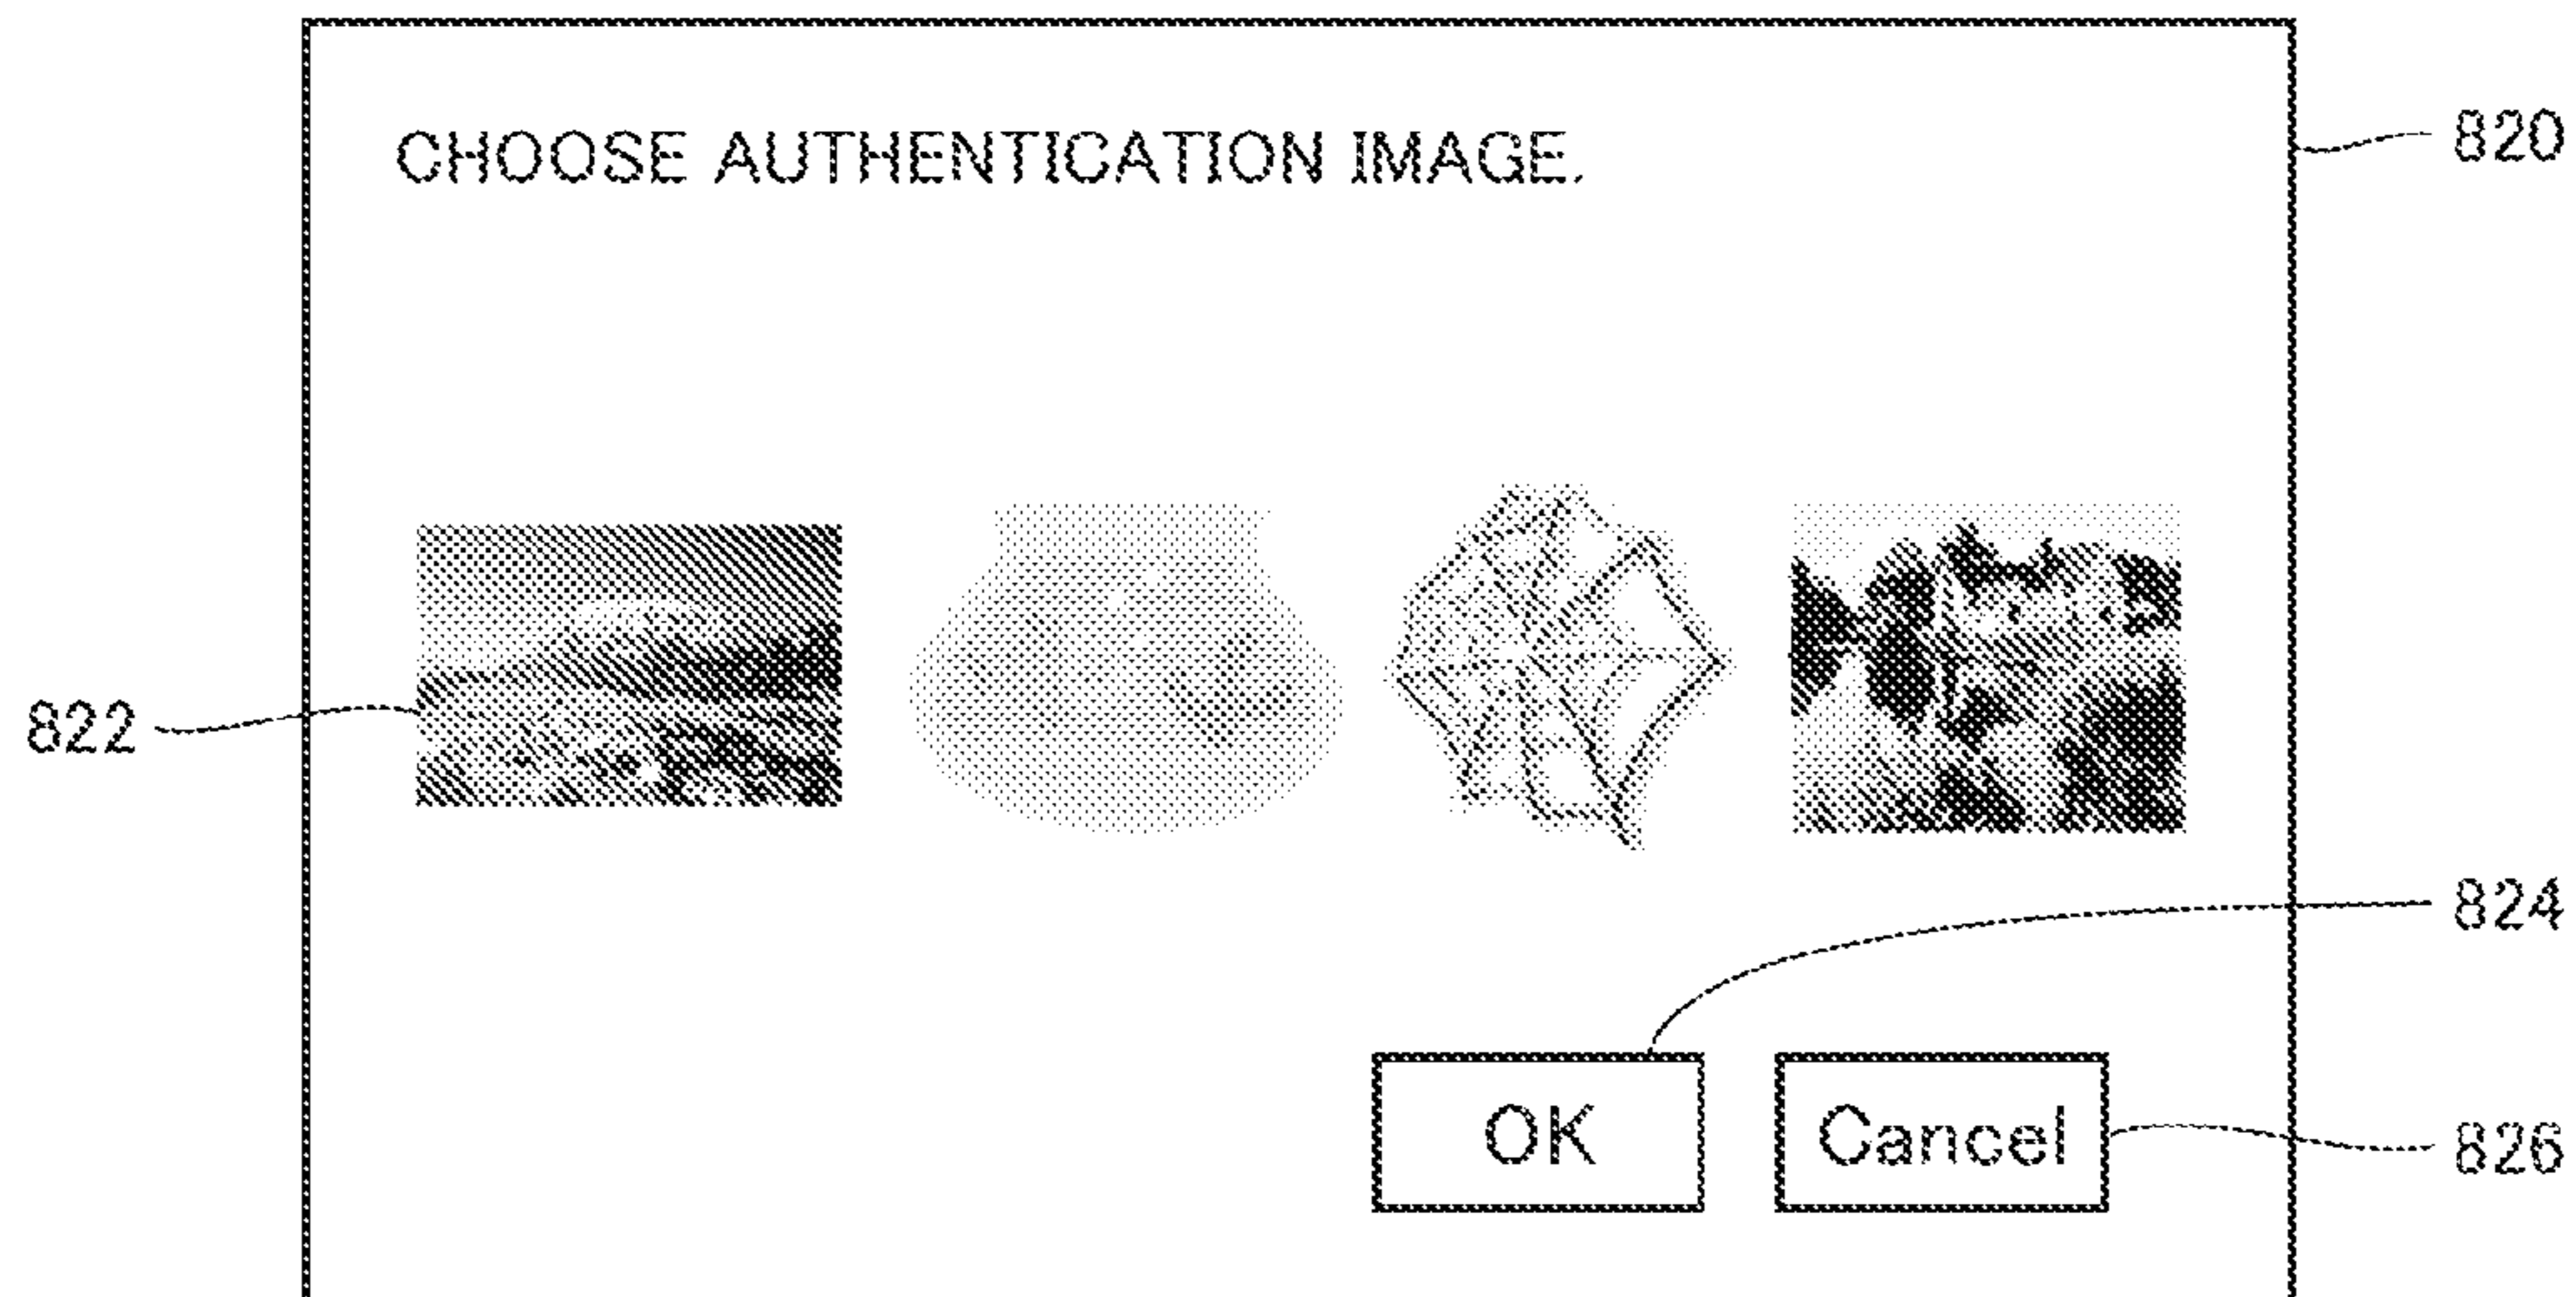 CHOOSE AUTHENTICATION IMAGE.
820
822
824
OK
Cancel
826